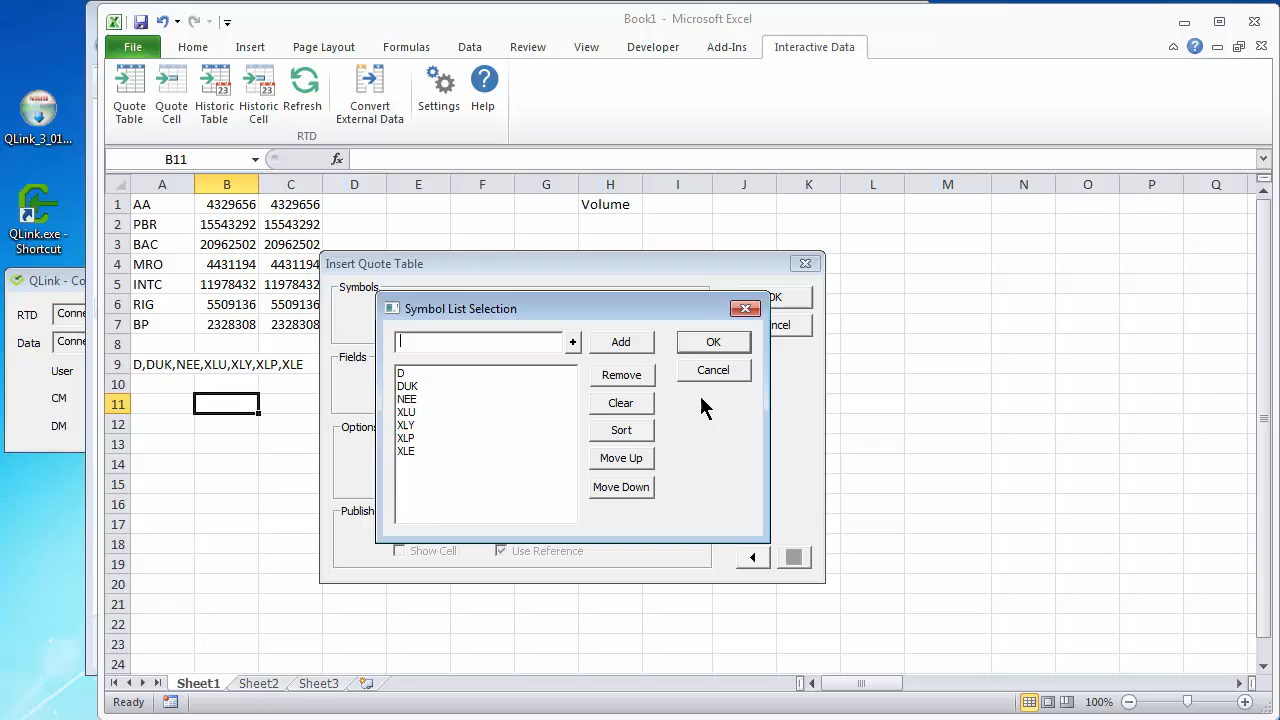 Book1 - Microsoft Excel
File Home Insert Page Layout Formulas Data Review View Developer Add-Ins Interactive Data
Quote Table
Quote Cell
Historic Table
Historic Cell
Refresh
Convert External Data
Settings
Help
RTD
B11 fx
A B C D E F G H I J K L M N O P Q
1 AA 4329656 4329656 Volume
2 PBR 15543292 15543292
3 BAC 20962502 20962502
4 MRO 4431194 4431194
5 INTC 11978432 11978432
6 RIG 5509136 5509136
7 BP 2328308 2328308
8
9 D,DUK,NEE,XLU,XLY,XLP,XLE
10
11
12
13
14
15
16
17
18
19
20
21
22
23
24
Insert Quote Table
Symbols
Fields
Options
Publish
Show Cell Use Reference
OK
ncel
Symbol List Selection
+ Add OK
Remove Cancel
Clear
Sort
Move Up
Move Down
D
DUK
NEE
XLU
XLY
XLP
XLE
QLink_3_01...
QLink.exe -
Shortcut
QLink - Co
RTD Conne
Data Conne
User
CM
DM
Sheet1 Sheet2 Sheet3
Ready 100%